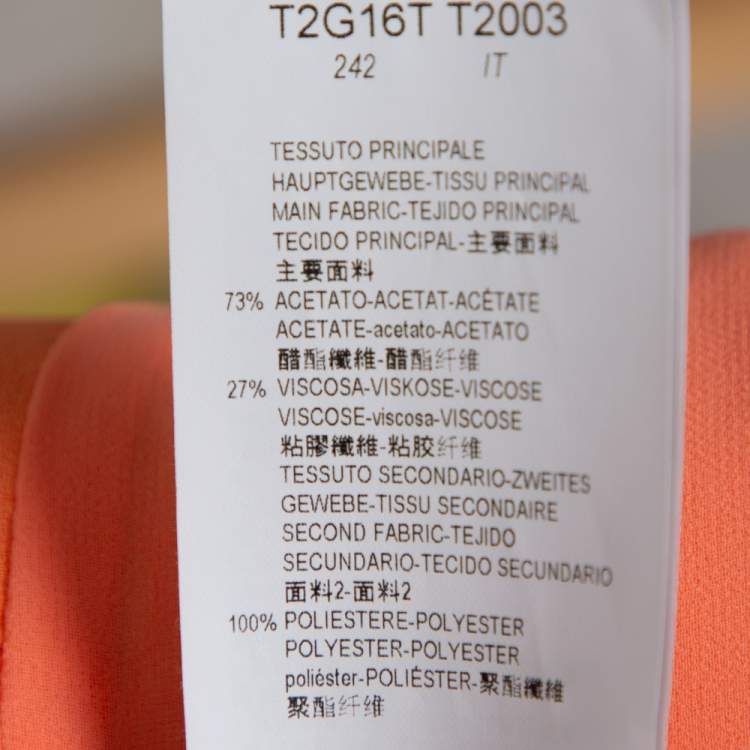 T2G16T T2003
242 IT
TESSUTO PRINCIPALE
HAUPTGEWEBE-TISSU PRINCIPAL
MAIN FABRIC-TEJIDO PRINCIPAL
TECIDO PRINCIPAL-主要面料
主要面料
73% ACETATO-ACETAT-ACÉTATE
ACETATE-acetato-ACETATO
醋酯纖維-醋酯纤维
27% VISCOSA-VISKOSE-VISCOSE
VISCOSE-viscosa-VISCOSE
粘膠纖維-粘胶纤维
TESSUTO SECONDARIO-ZWEITES
GEWEBE-TISSU SECONDAIRE
SECOND FABRIC-TEJIDO
SECUNDARIO-TECIDO SECUNDARIO
面料2-面料2
100% POLIESTERE-POLYESTER
POLYESTER-POLYESTER
poliéster-POLIÉSTER-聚酯纖維
聚酯纤维